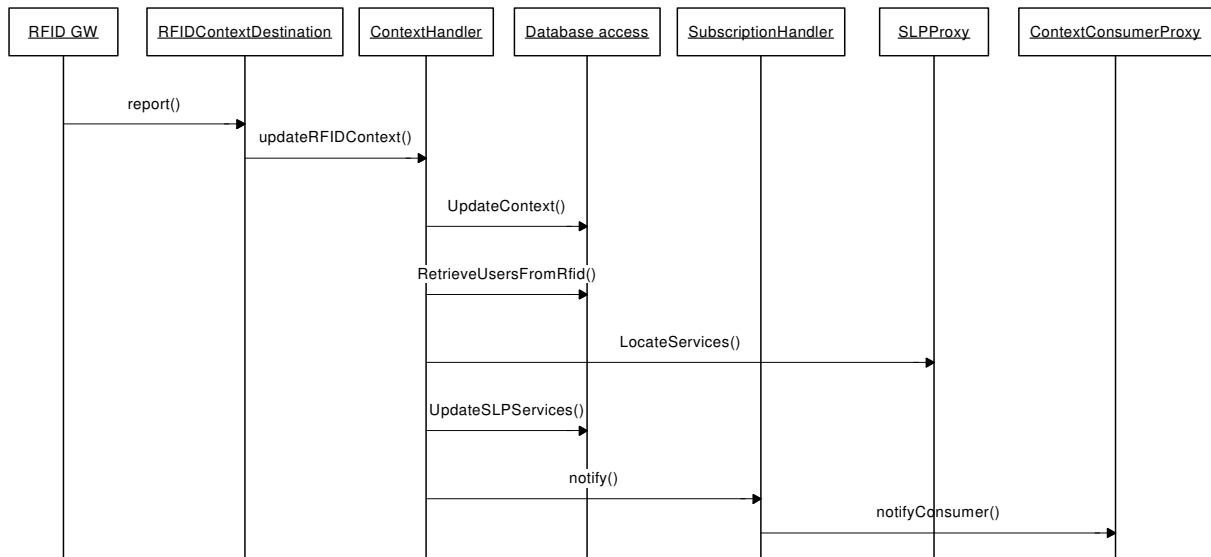 RFID GW
RFIDContextDestination
ContextHandler
Database access
SubscriptionHandler
SLPProxy
ContextConsumerProxy
report()
updateRFIDContext()
UpdateContext()
RetrieveUsersFromRfid()
LocateServices()
UpdateSLPServices()
notify()
notifyConsumer()